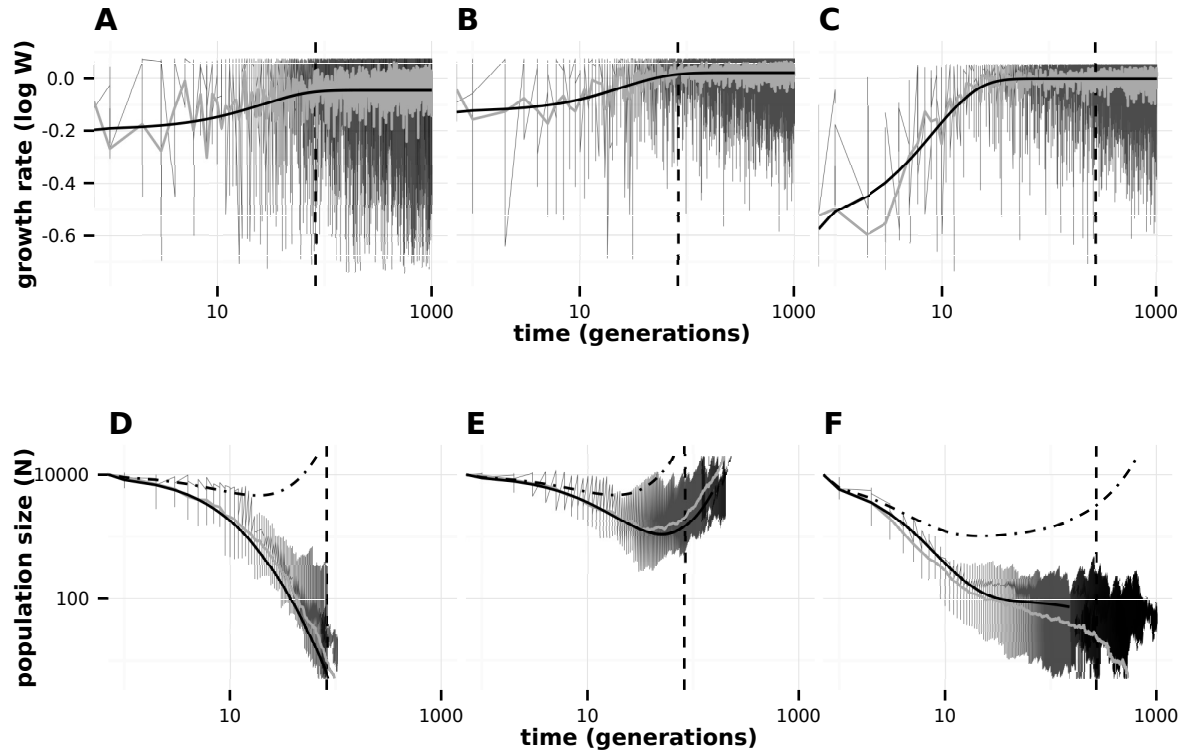 A B C
growth rate (log W)
0.0
-0.2
-0.4
-0.6
10 1000 10 1000 10 1000
time (generations)
D E F
population size (N)
10000
100
10 1000 10 1000 10 1000
time (generations)